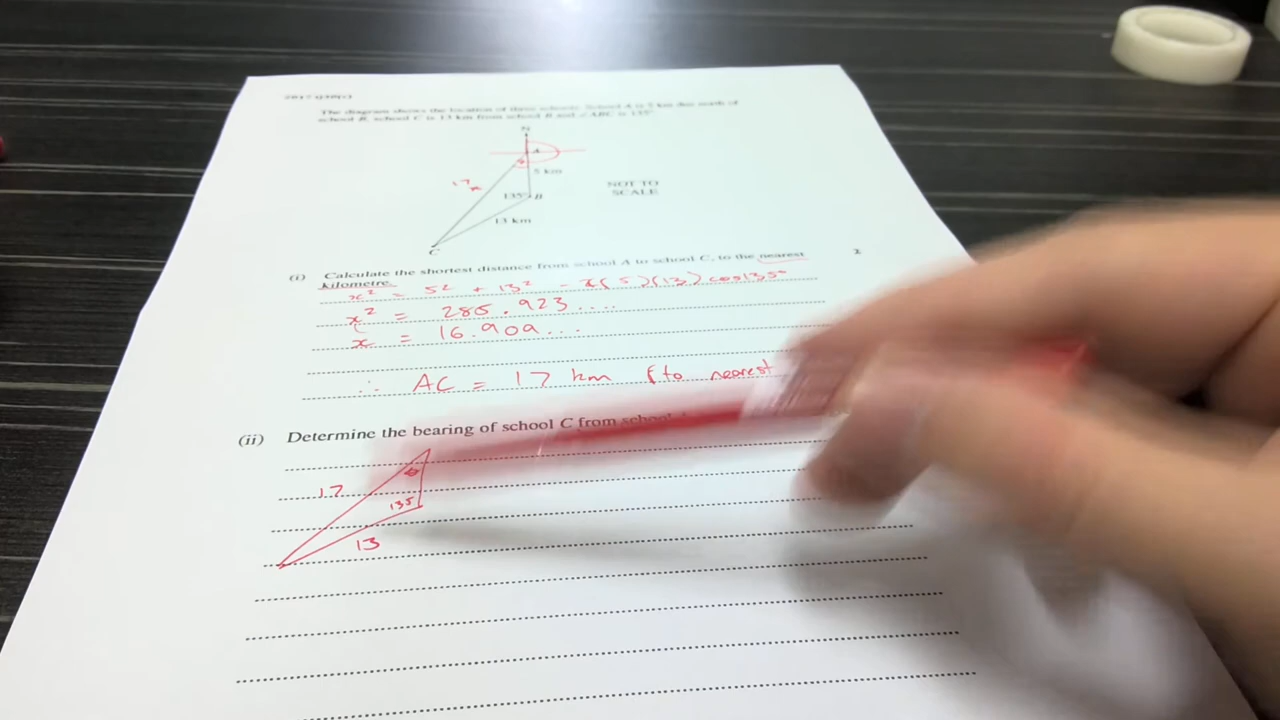 2017 Q30(c)
The diagram shows the location of three schools. School A is 5 km due north of
school B, school C is 13 km from school B and ∠ABC is 135°.
N
A
θ
5 km
17
x
NOT TO
SCALE
135°
B
13 km
C
(i) Calculate the shortest distance from school A to school C, to the nearest 2
kilometre.
x² = 5² + 13² - 2(5)(13) cos135°
x² = 285.923....
x = 16.909...
∴ AC = 17 km (to nearest
(ii) Determine the bearing of school C from school
θ
17
135
13